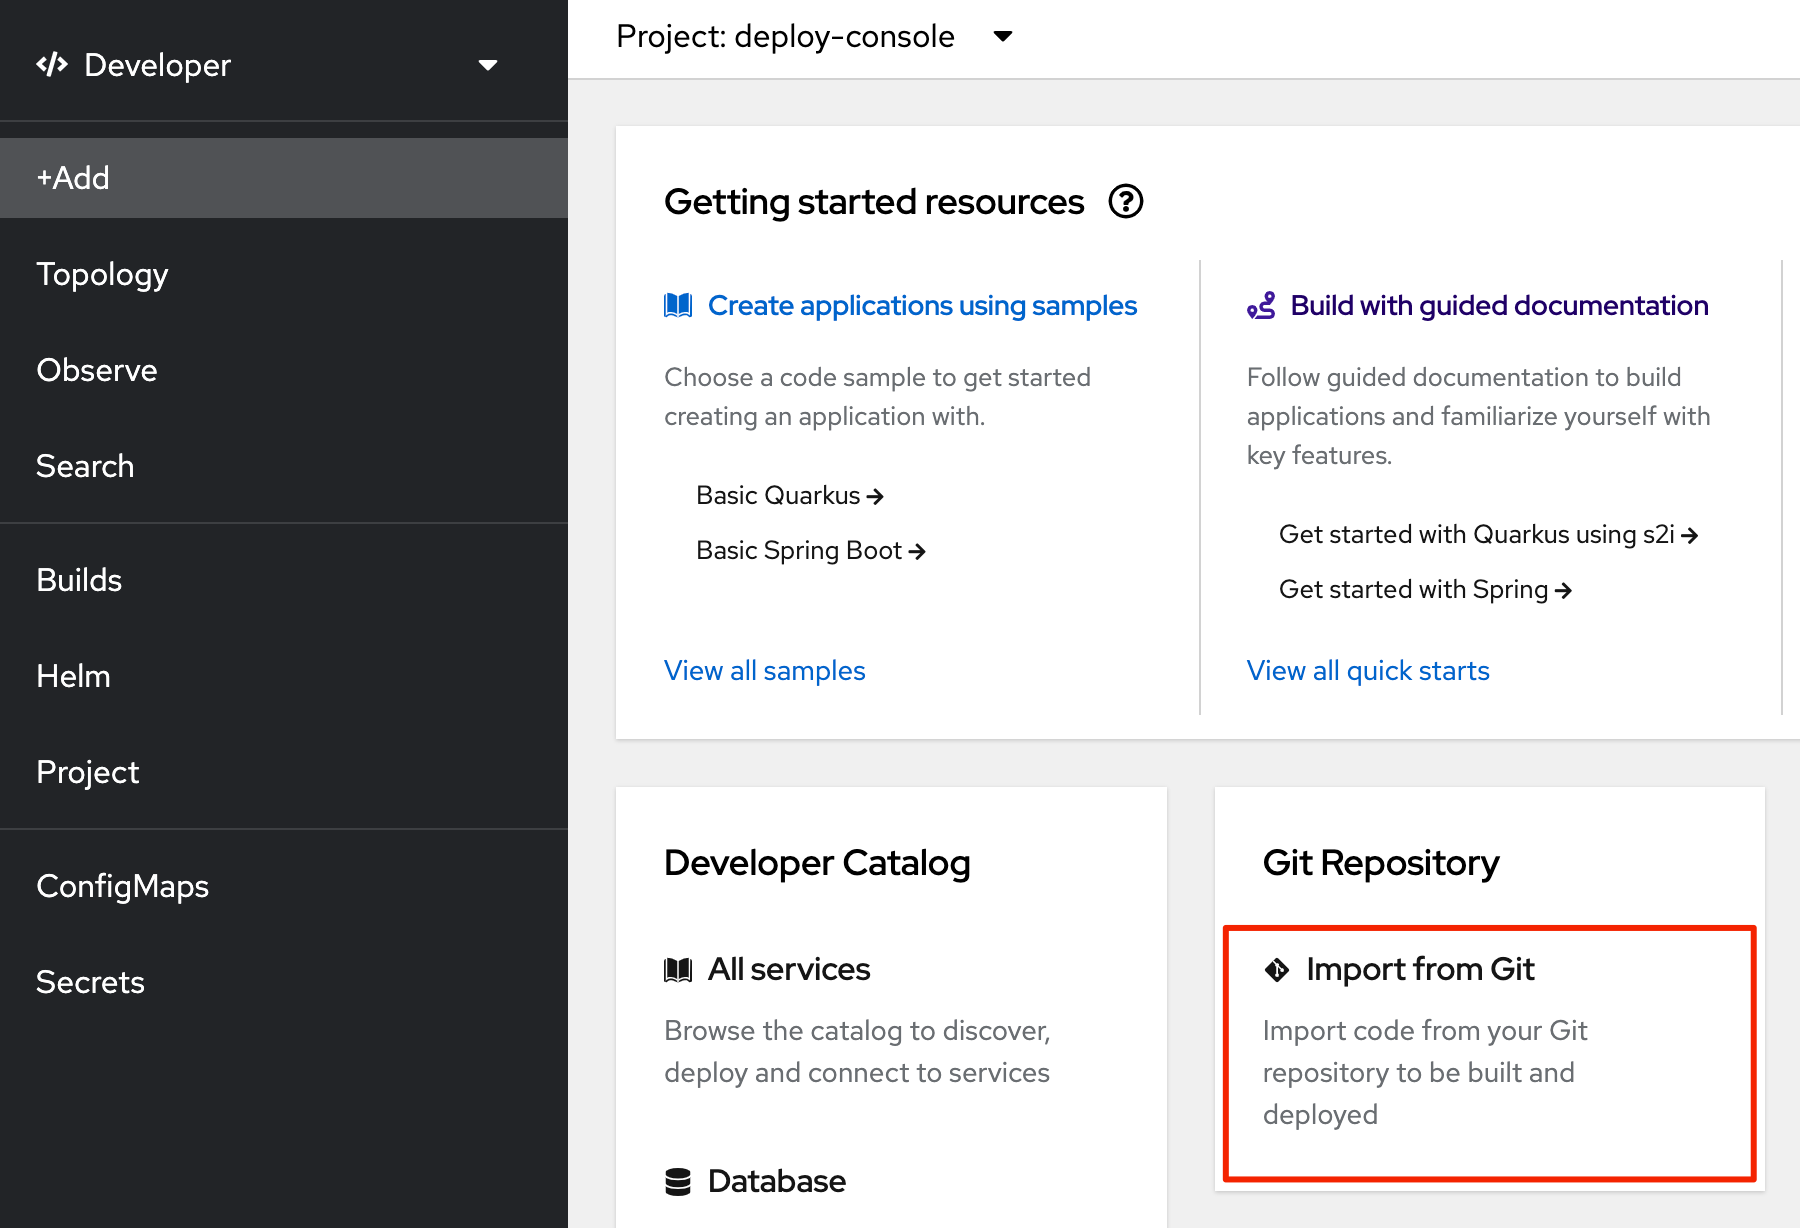 Developer
+Add
Topology
Observe
Search
Builds
Helm
Project
ConfigMaps
Secrets
Project: deploy-console
Getting started resources
Create applications using samples
Choose a code sample to get started
creating an application with.
Basic Quarkus
Basic Spring Boot
View all samples
Build with guided documentation
Follow guided documentation to build
applications and familiarize yourself with
key features.
Get started with Quarkus using s2i
Get started with Spring
View all quick starts
Developer Catalog
All services
Browse the catalog to discover,
deploy and connect to services
Database
Git Repository
Import from Git
Import code from your Git
repository to be built and
deployed